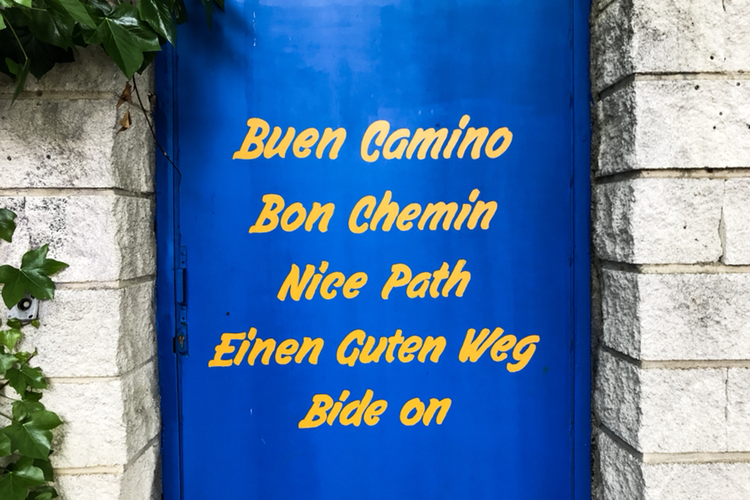 Buen Camino
Bon Chemin
Nice Path
Einen Guten Weg
Bide on